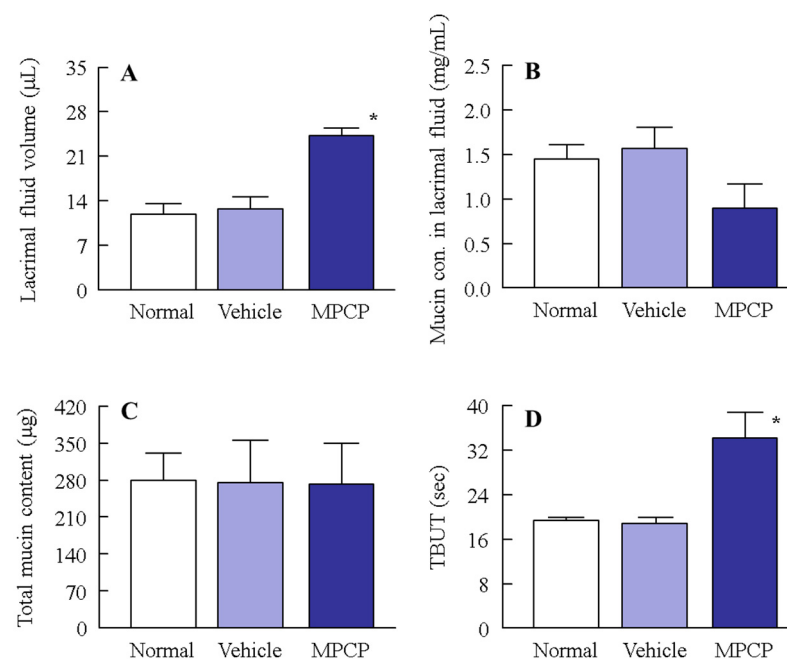 A
Lacrimal fluid volume (μL)
35
28
21
14
7
0
*
Normal Vehicle MPCP
B
Mucin con. in lacrimal fluid (mg/mL)
2.5
2.0
1.5
1.0
0.5
0.0
Normal Vehicle MPCP
C
Total mucin content (μg)
420
350
280
210
140
70
0
Normal Vehicle MPCP
D
TBUT (sec)
40
32
24
16
8
0
*
Normal Vehicle MPCP